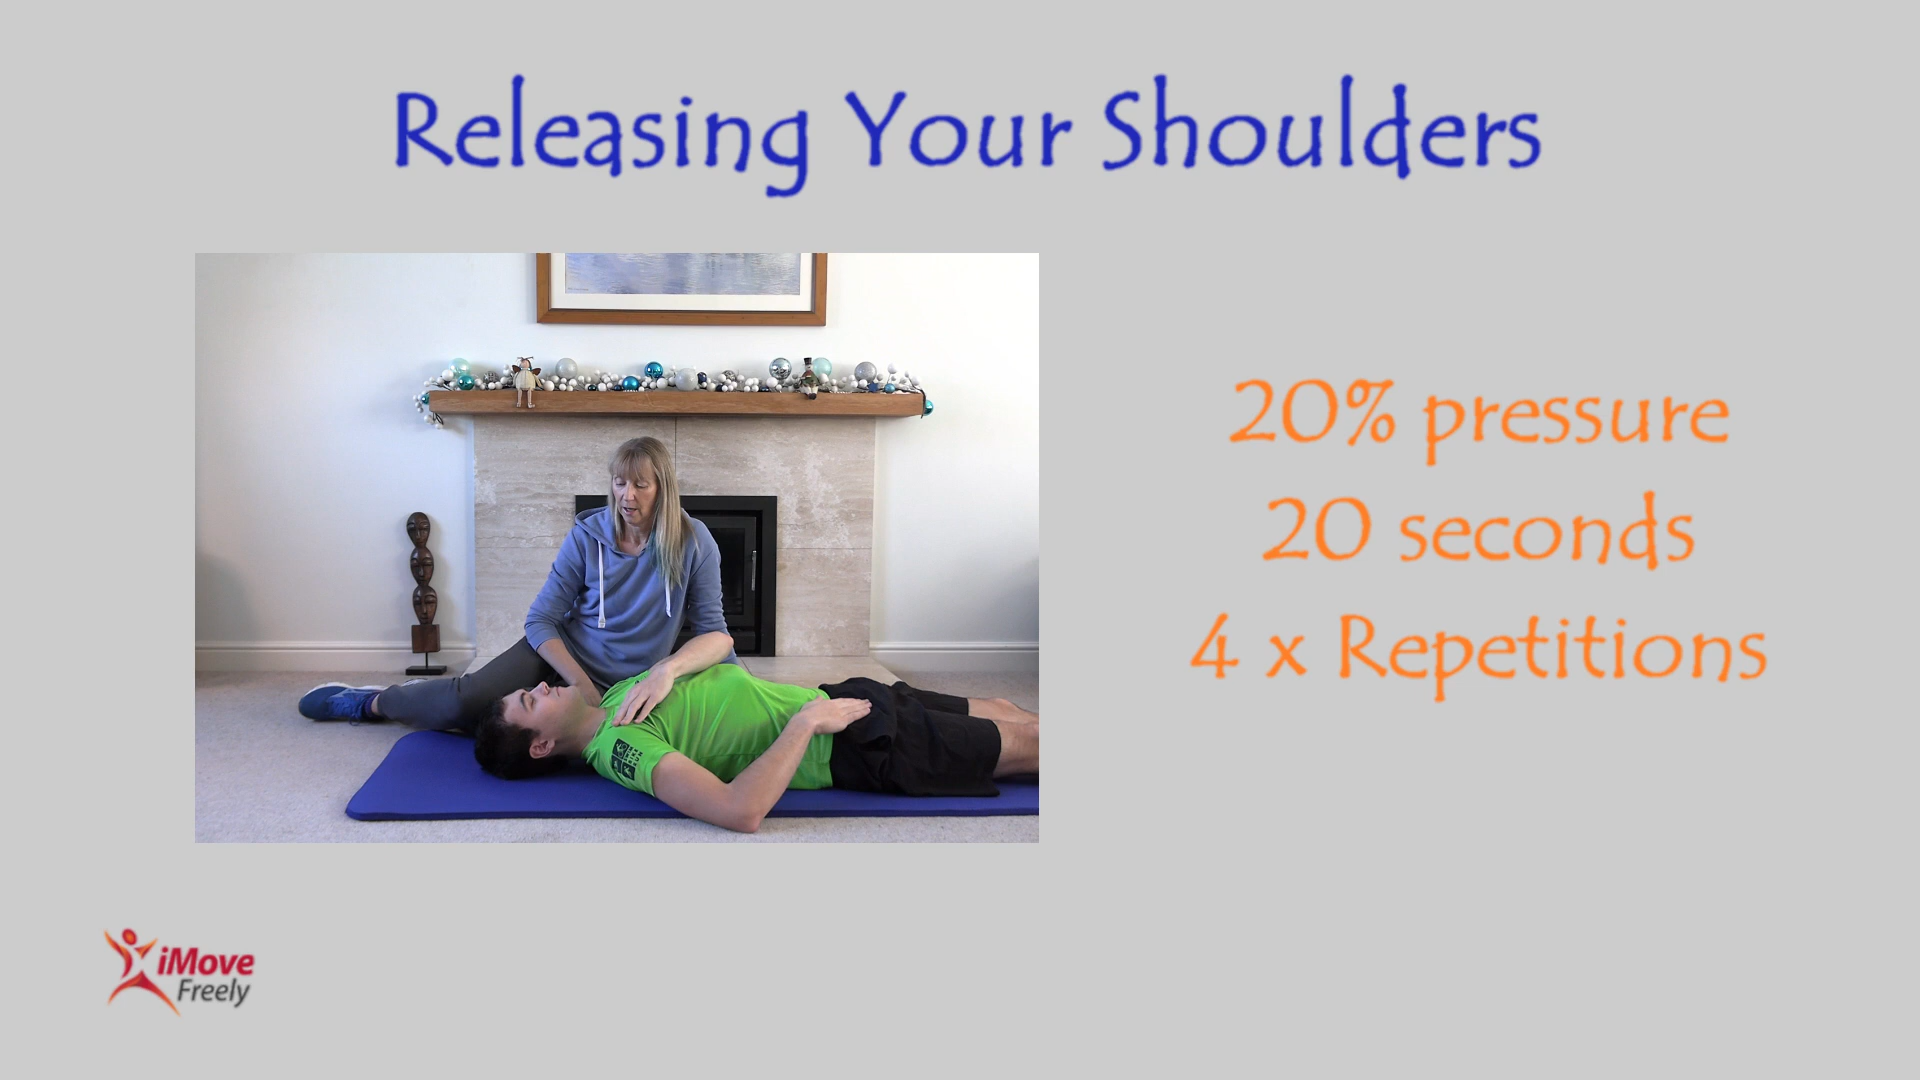 Releasing Your Shoulders
20% pressure
20 seconds
4 x Repetitions
iMove
Freely